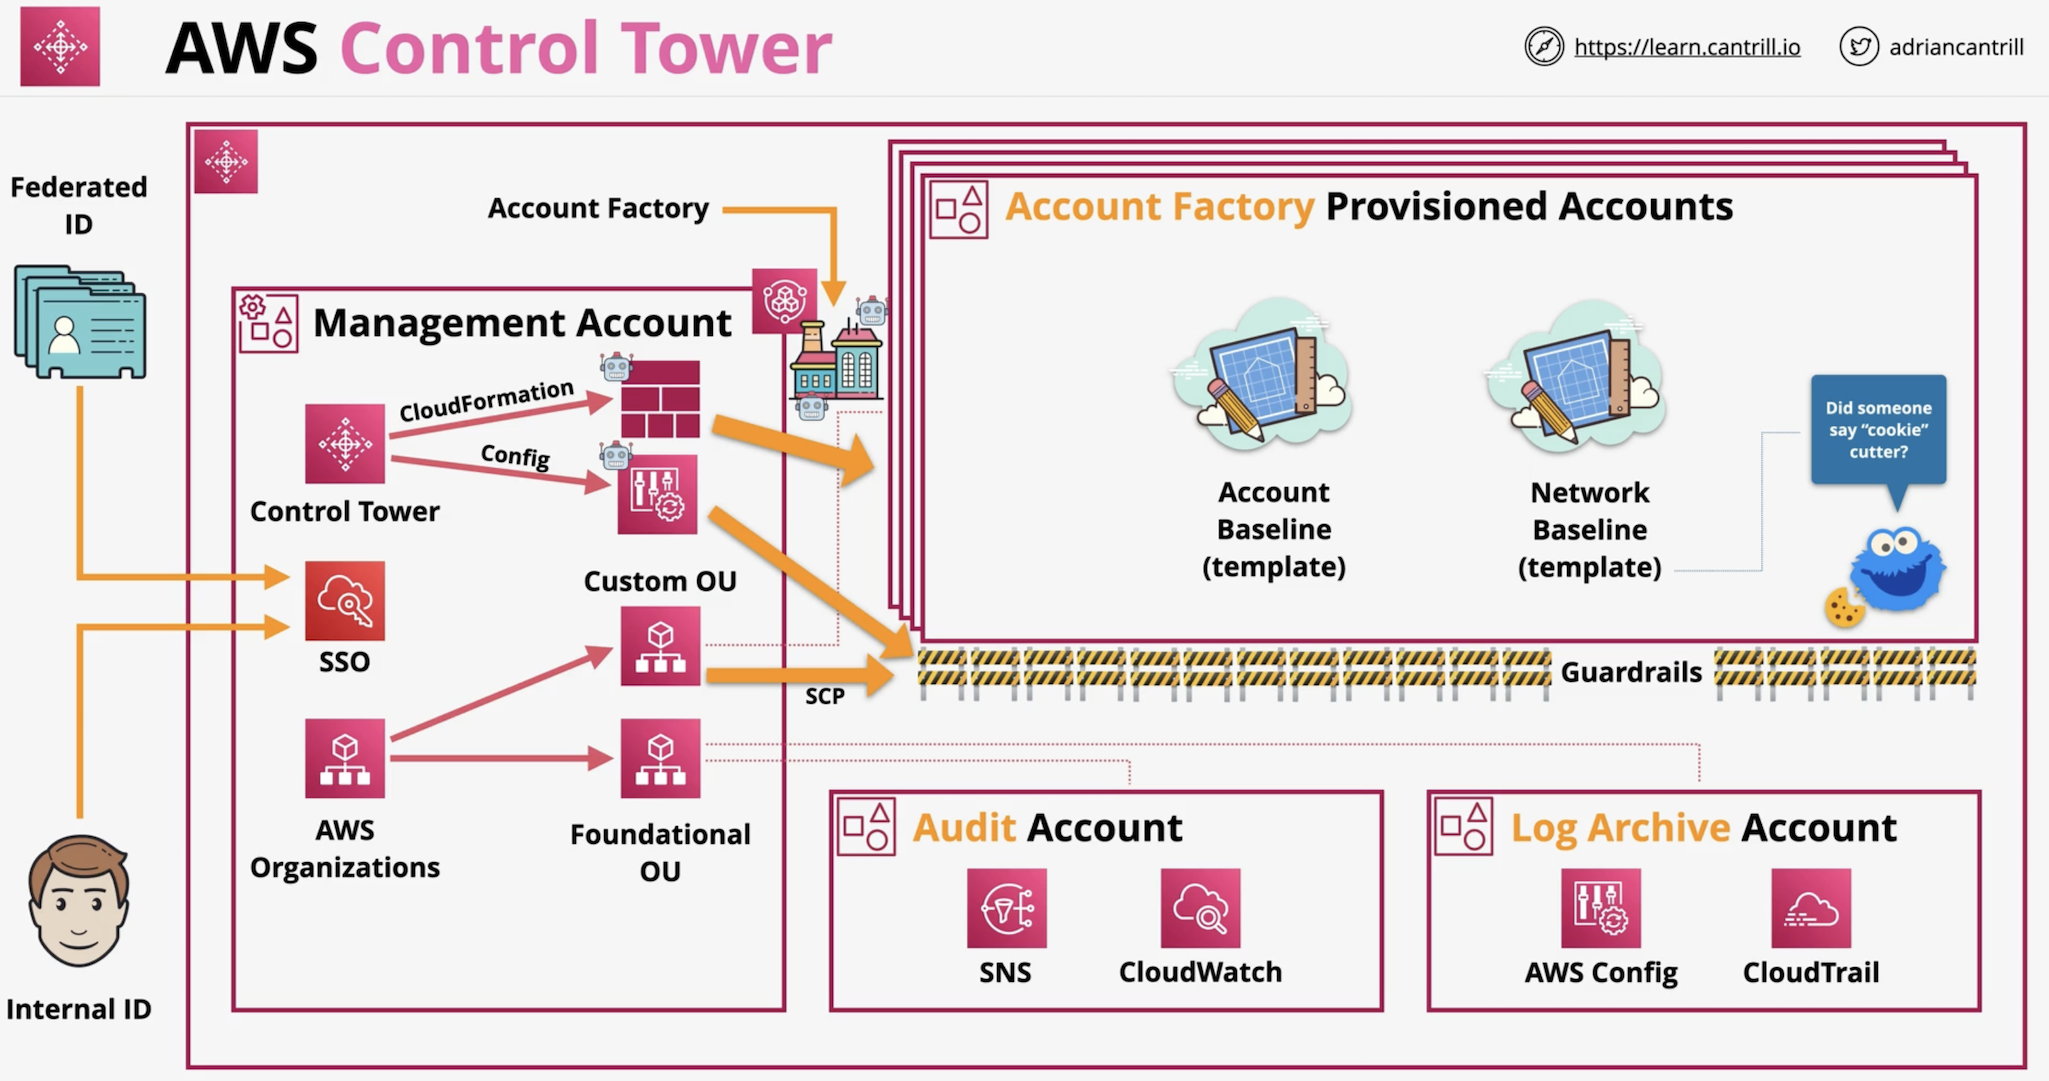 AWS Control Tower
https://learn.cantrill.io
adriancantrill
Federated
ID
Account Factory
Account Factory Provisioned Accounts
Management Account
CloudFormation
Config
Control Tower
Custom OU
SSO
SCP
AWS
Organizations
Foundational
OU
Internal ID
Account
Baseline
(template)
Network
Baseline
(template)
Did someone
say “cookie”
cutter?
Guardrails
Audit Account
SNS
CloudWatch
Log Archive Account
AWS Config
CloudTrail